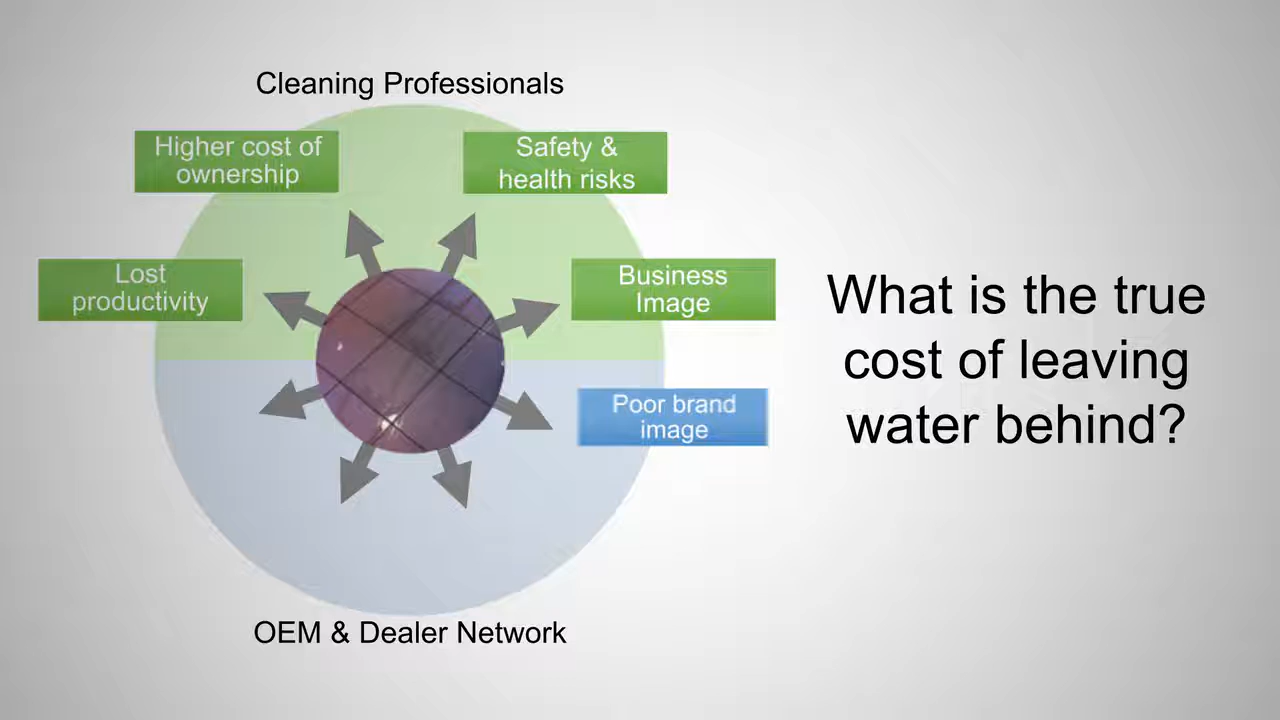 Cleaning Professionals
Higher cost of
ownership
Safety &
health risks
Lost
productivity
Business
Image
Poor brand
image
OEM & Dealer Network
What is the true
cost of leaving
water behind?